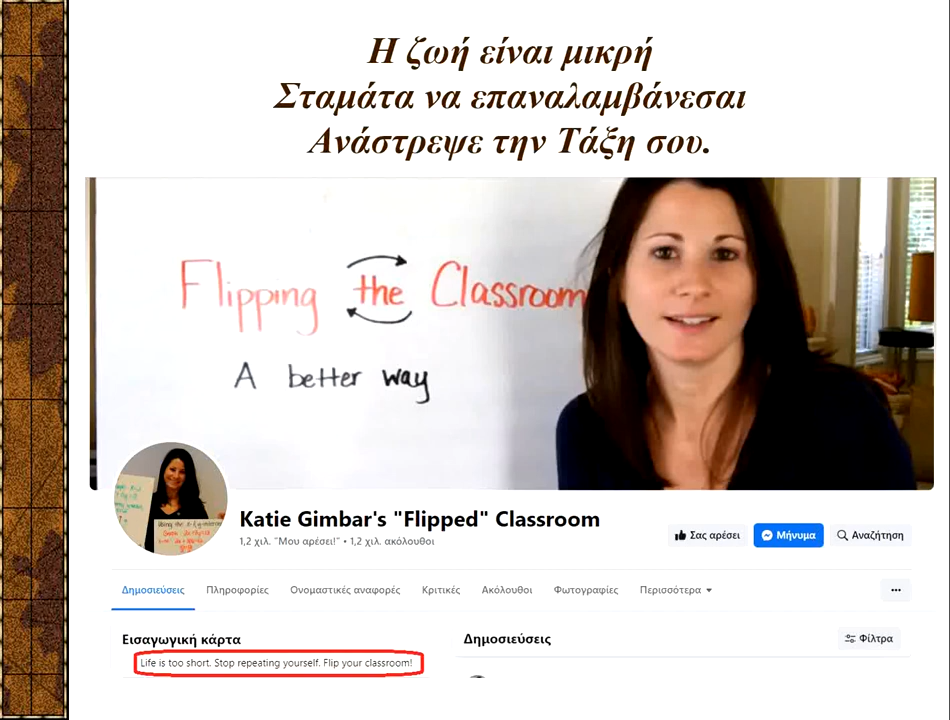 Η ζωή είναι μικρή
Σταμάτα να επαναλαμβάνεσαι
Ανάστρεψε την Τάξη σου.
Flipping the Classroom
A better way
Katie Gimbar's "Flipped" Classroom
1,2 χιλ. "Μου αρέσει!" • 1,2 χιλ. ακόλουθοι
Σας αρέσει Μήνυμα Αναζήτηση
Δημοσιεύσεις Πληροφορίες Ονομαστικές αναφορές Κριτικές Ακόλουθοι Φωτογραφίες Περισσότερα
Εισαγωγική κάρτα
Life is too short. Stop repeating yourself. Flip your classroom!
Δημοσιεύσεις
Φίλτρα